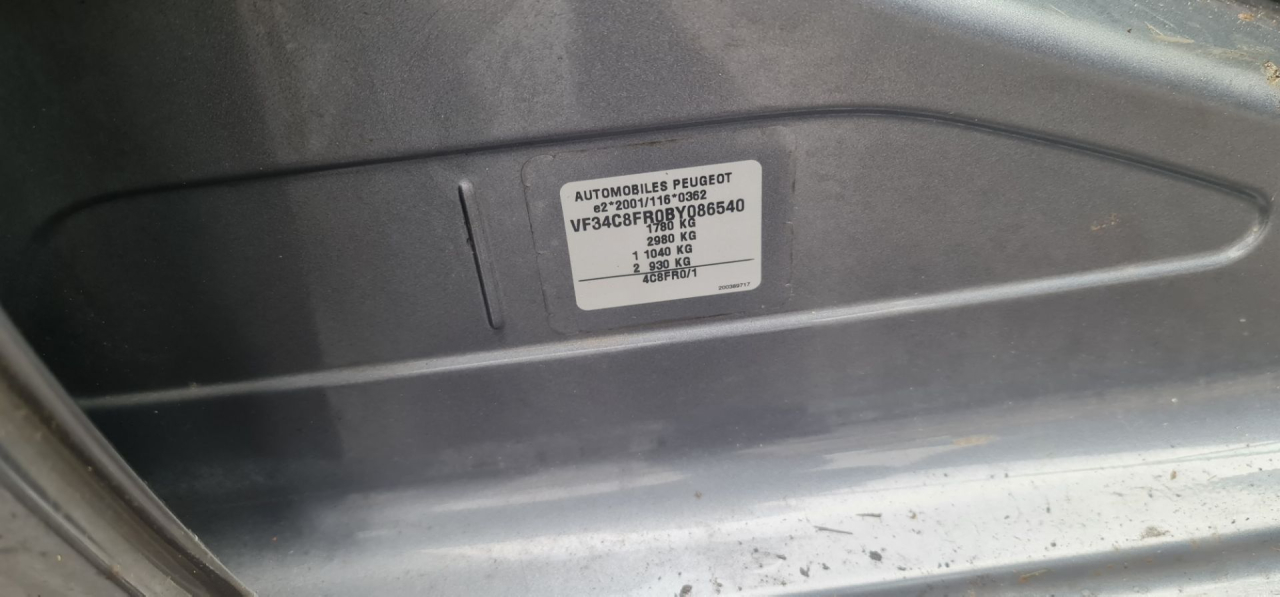 AUTOMOBILES PEUGEOT
e2*2001/116*0362
VF34C8FR0BY086540
1780 KG
2980 KG
1 1040 KG
2 930 KG
4C8FR0/1
200389717